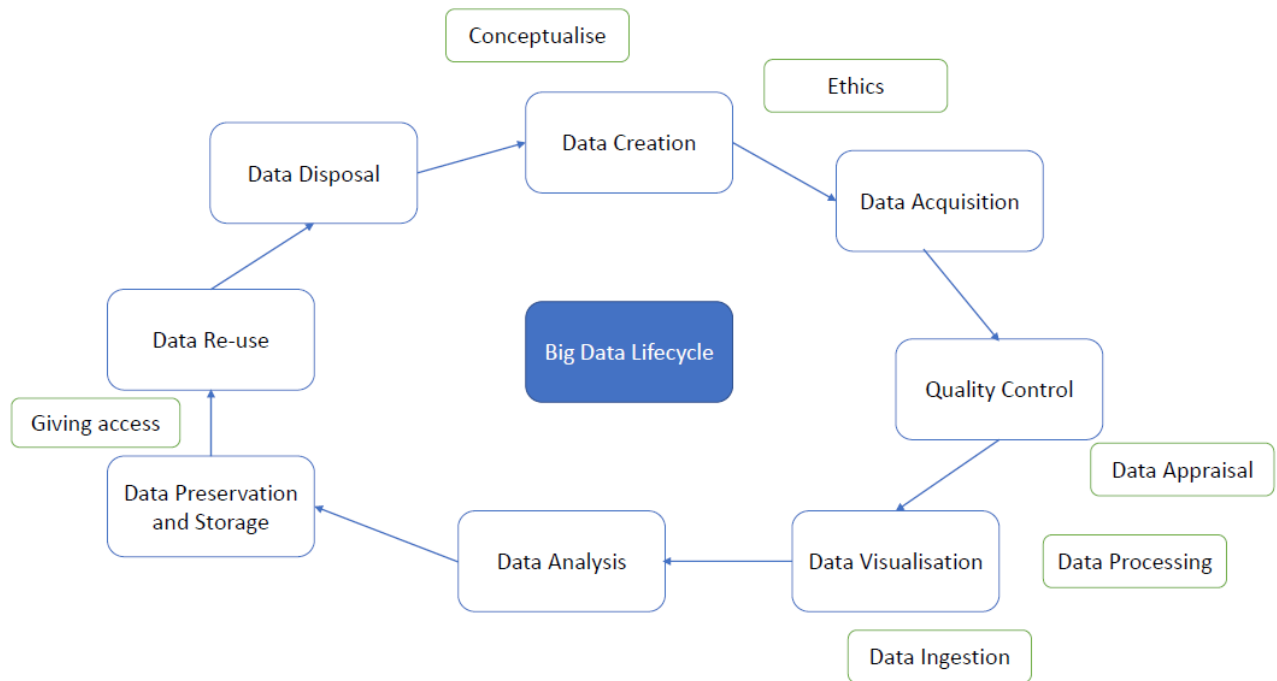 Conceptualise
Ethics
Data Creation
Data Disposal
Data Acquisition
Data Re-use
Big Data Lifecycle
Quality Control
Giving access
Data Appraisal
Data Preservation
and Storage
Data Analysis
Data Visualisation
Data Processing
Data Ingestion